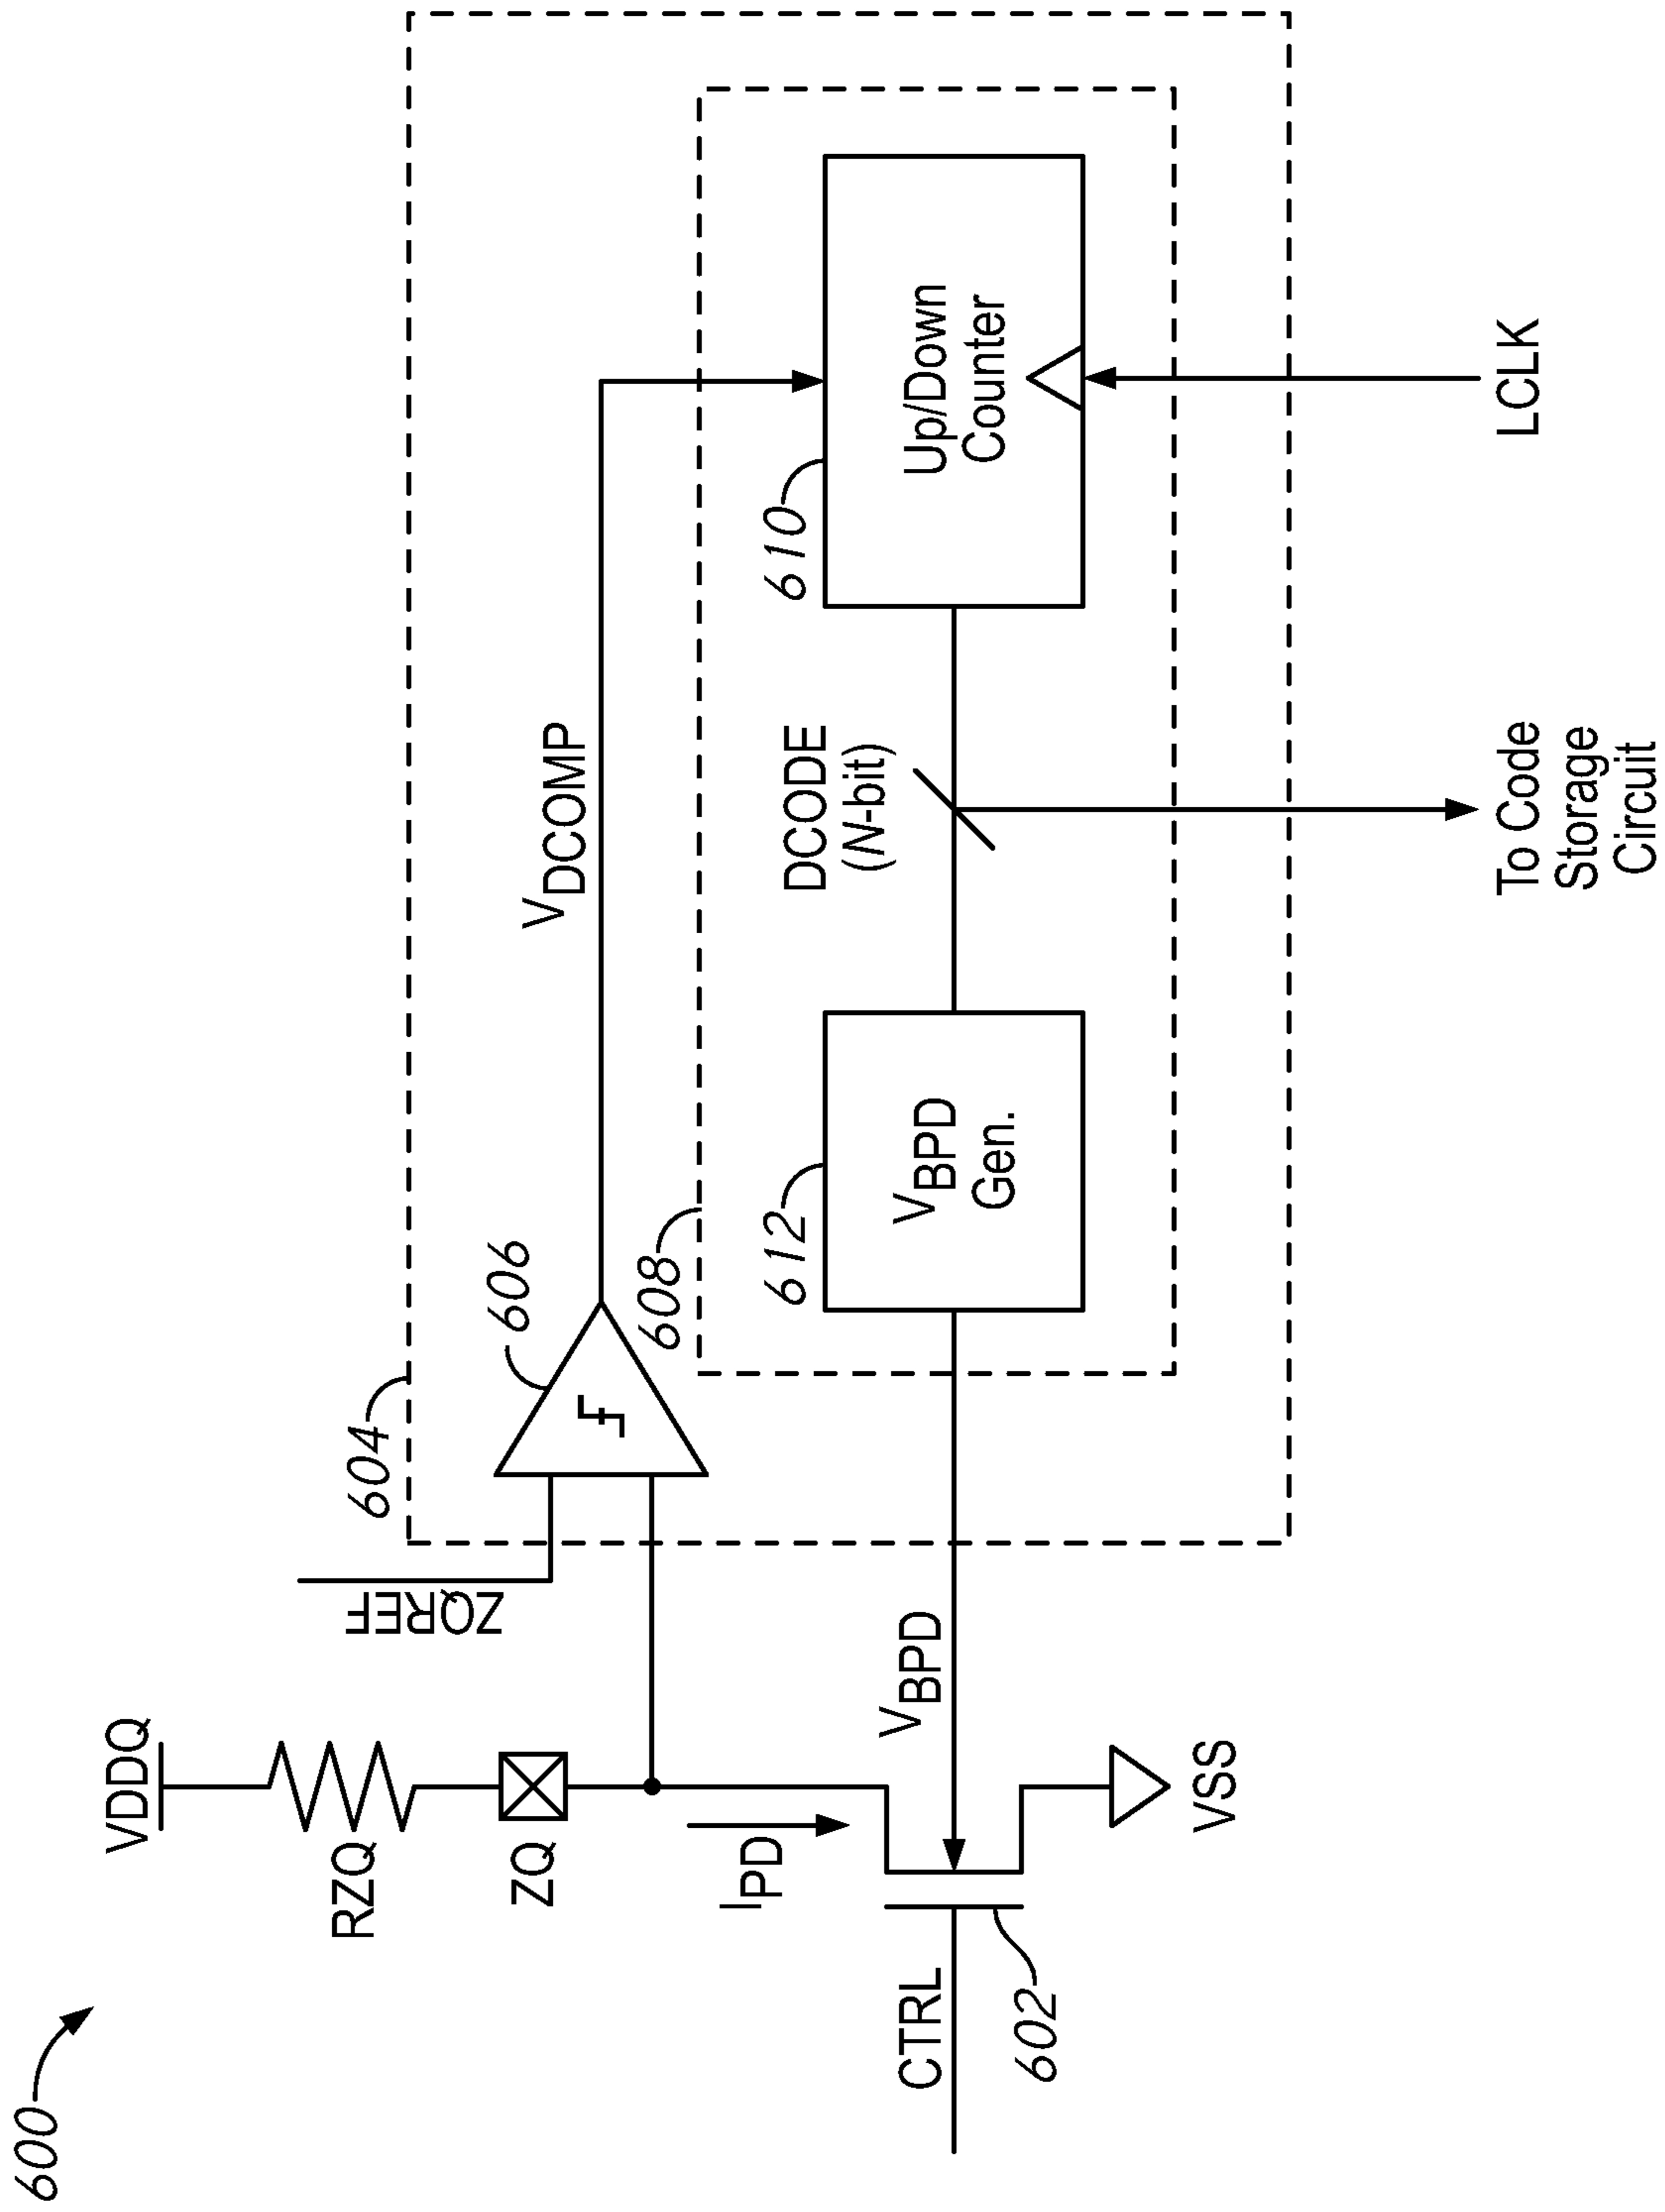 600
VDDQ
RZQ
ZQ
ZQREF
604
606
VDCOMP
608
IPD
CTRL
602
VBPD
VSS
612
VBPD
Gen.
DCODE
(N-bit)
610
Up/Down
Counter
To Code
Storage
Circuit
LCLK